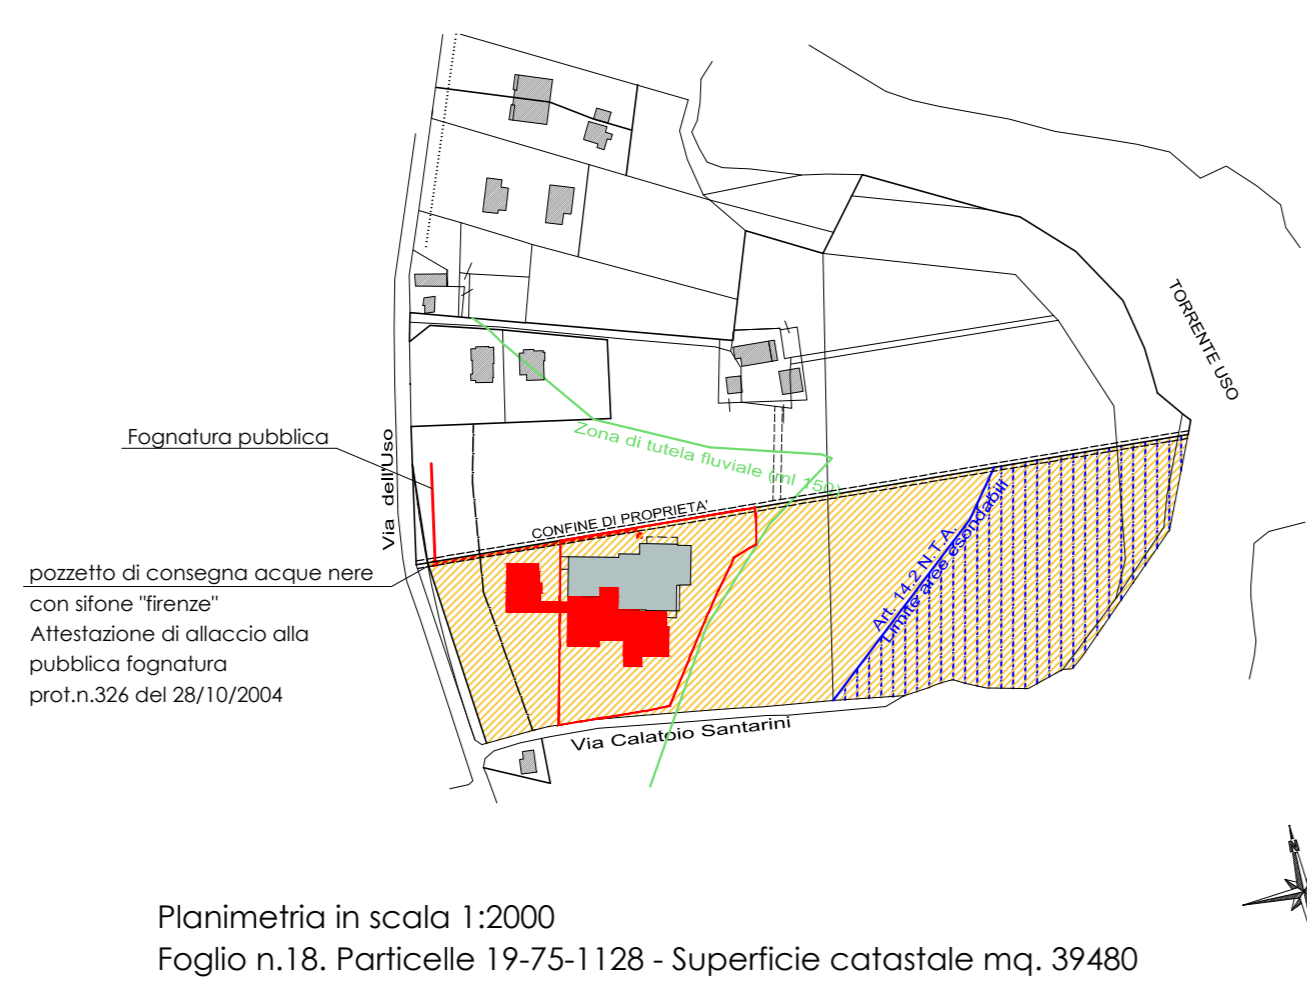 TORRENTE USO
Fognatura pubblica
Via dell'Uso
Zona di tutela fluviale (ml 150)
CONFINE DI PROPRIETA'
Art. 14.2 N.T.A.
Limite aree esondabili
pozzetto di consegna acque nere
con sifone "firenze"
Attestazione di allaccio alla
pubblica fognatura
prot.n.326 del 28/10/2004
Via Calatoio Santarini
N
Planimetria in scala 1:2000
Foglio n.18. Particelle 19-75-1128 - Superficie catastale mq. 39480